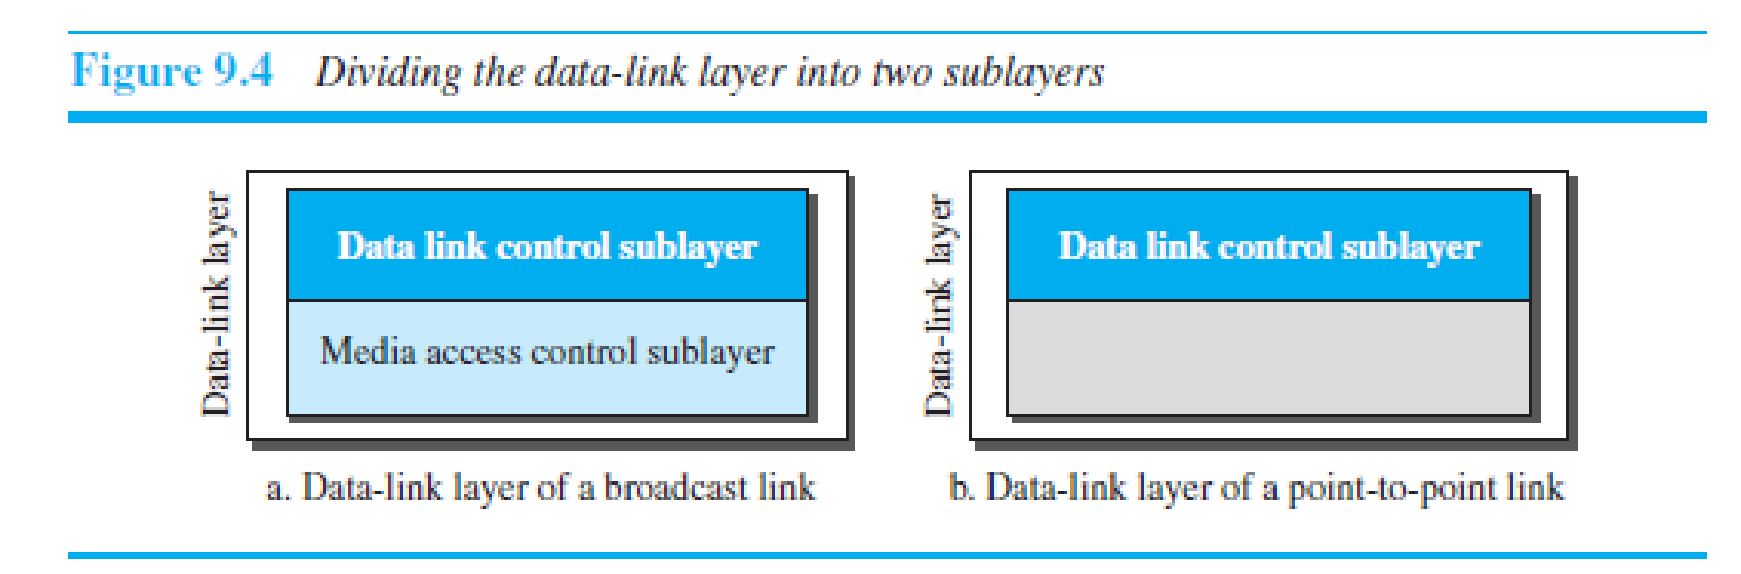 Figure 9.4 Dividing the data-link layer into two sublayers
Data-link layer
Data link control sublayer
Media access control sublayer
a. Data-link layer of a broadcast link
Data-link layer
Data link control sublayer
b. Data-link layer of a point-to-point link